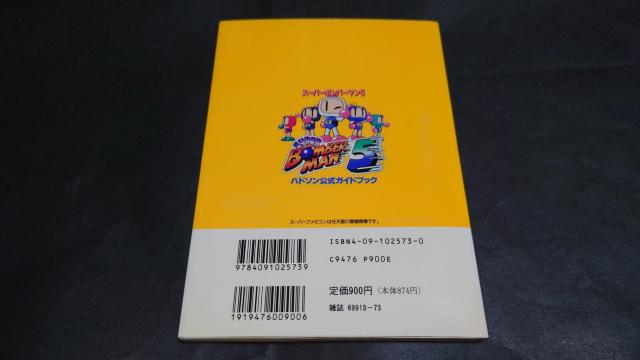 スーパーボンバーマン5
SUPER
BOMBER
MAN 5
ハドソン公式ガイドブック
スーパーファミコンは任天堂の登録商標です。
ISBN4-09-102573-0
C9476 P900E
9784091025739
定価900円（本体874円）
雑誌 69913-73
1919476009006